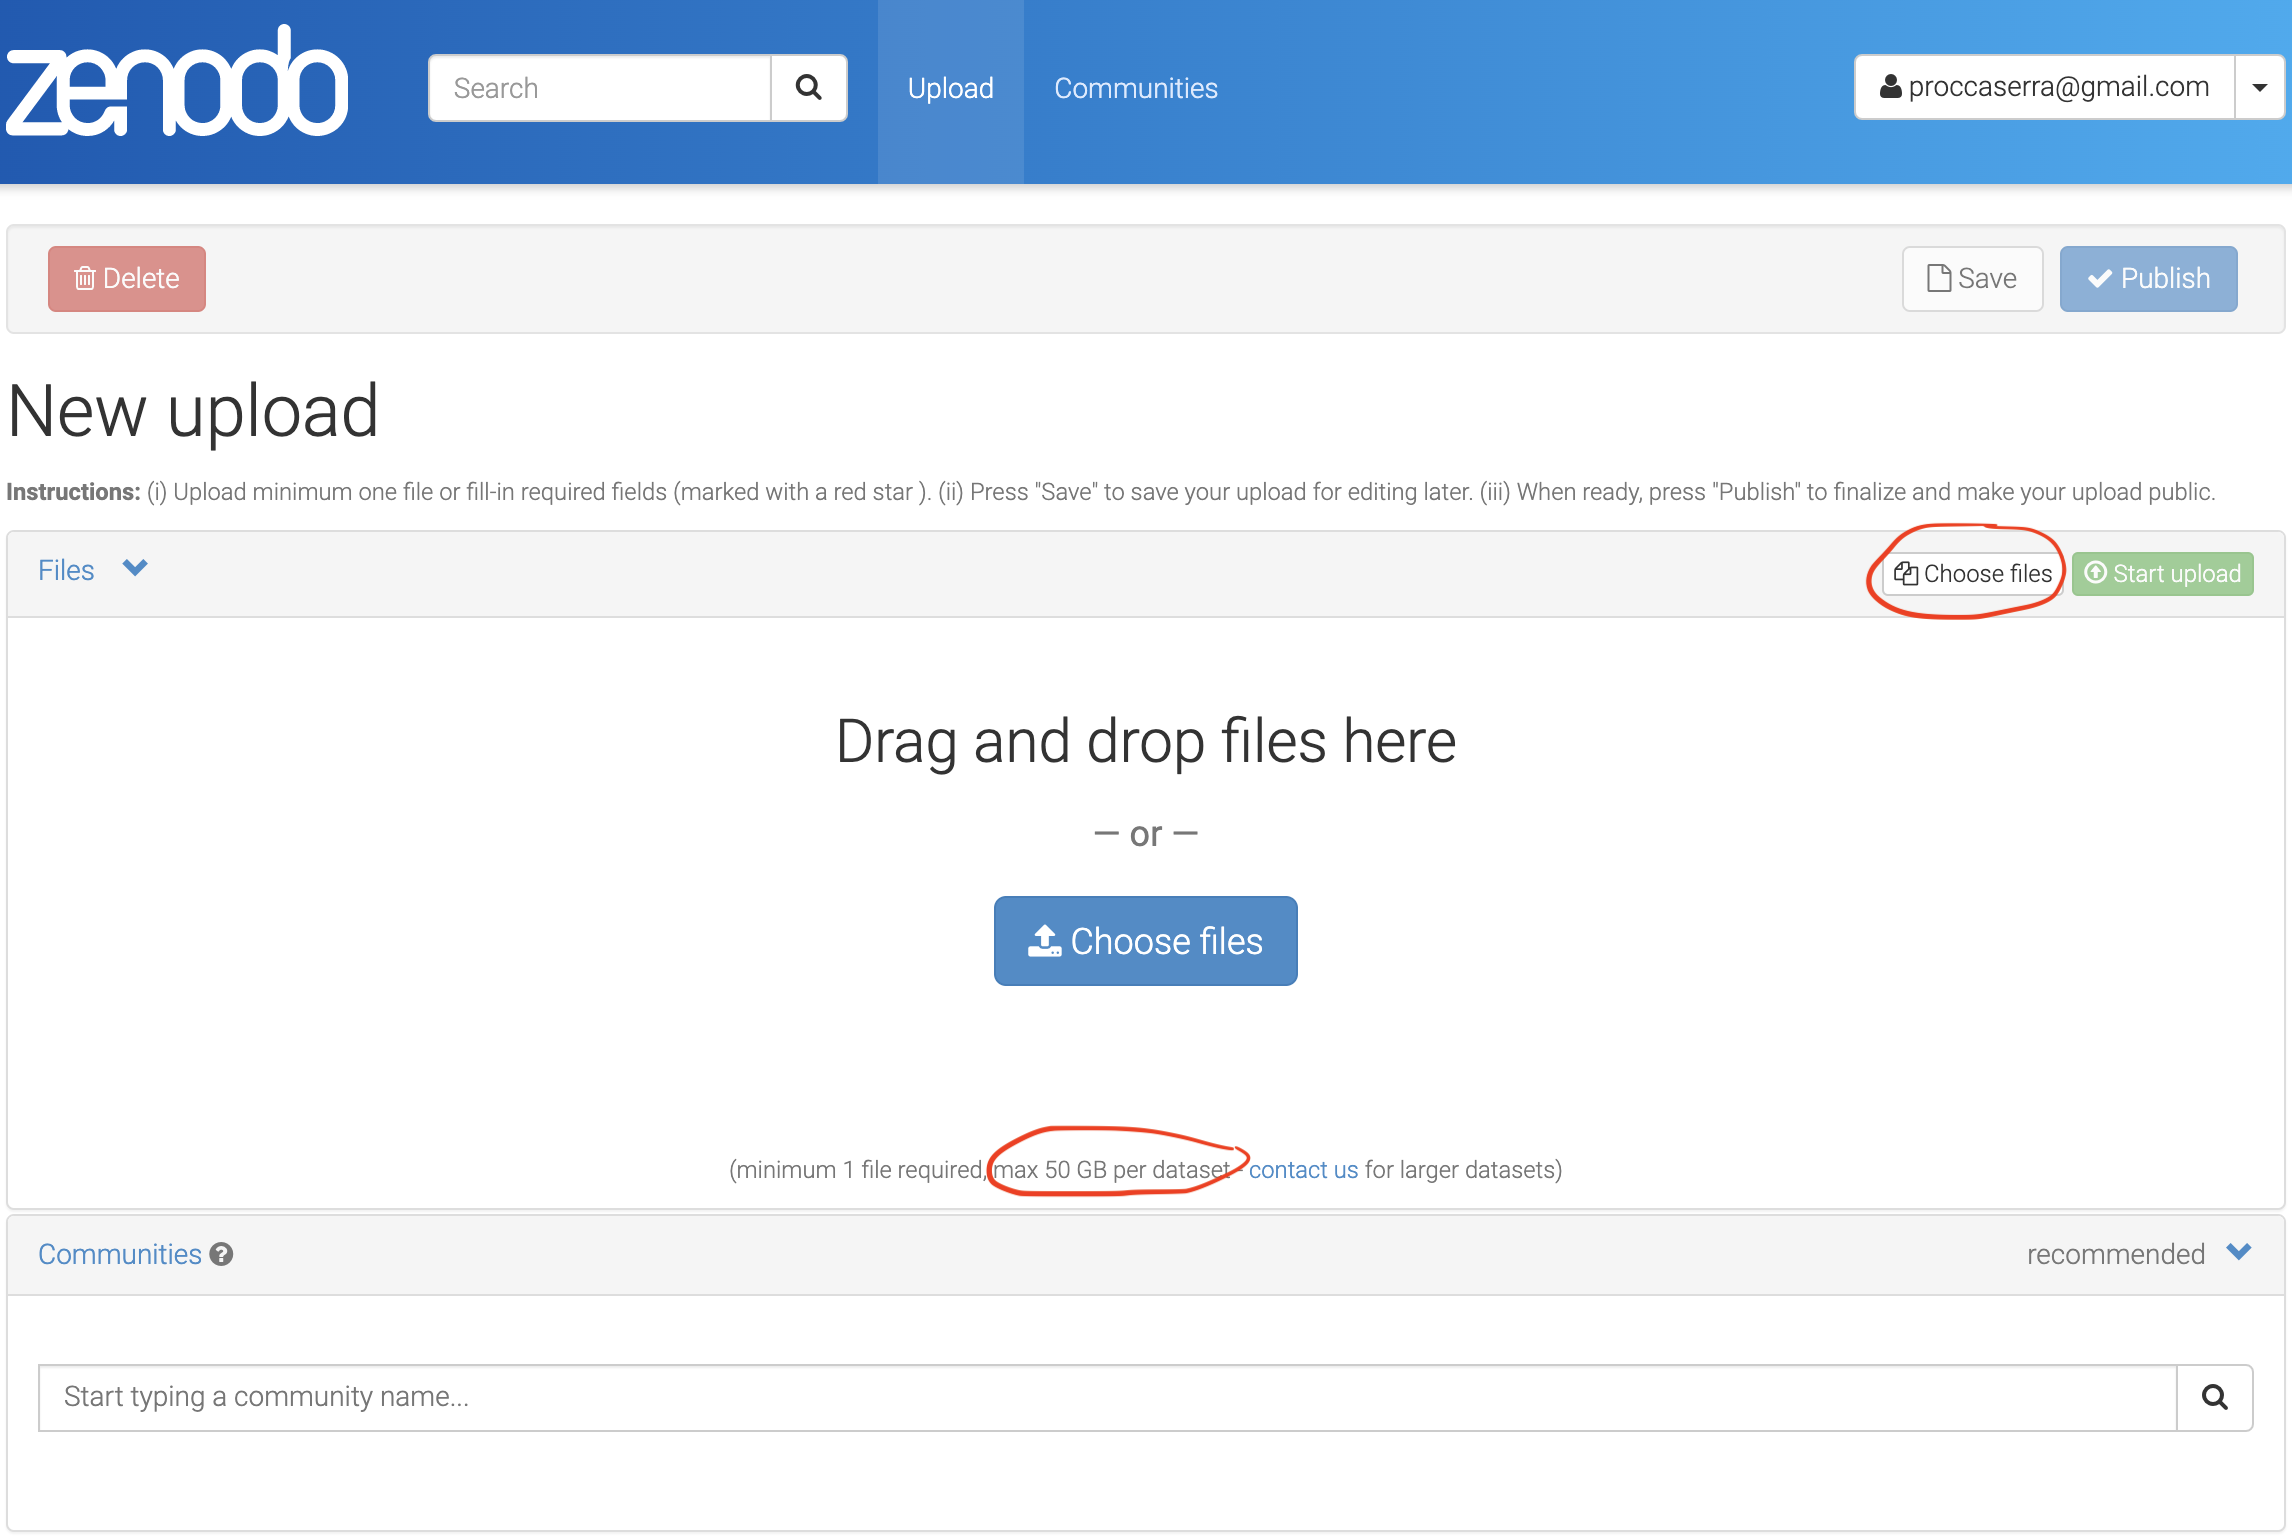 zenodo
Search
Upload
Communities
proccaserra@gmail.com
Delete
Save
Publish
New upload
Instructions: (i) Upload minimum one file or fill-in required fields (marked with a red star ). (ii) Press "Save" to save your upload for editing later. (iii) When ready, press "Publish" to finalize and make your upload public.
Files
Choose files
Start upload
Drag and drop files here
— or —
Choose files
(minimum 1 file required, max 50 GB per dataset - contact us for larger datasets)
Communities ?
recommended
Start typing a community name...